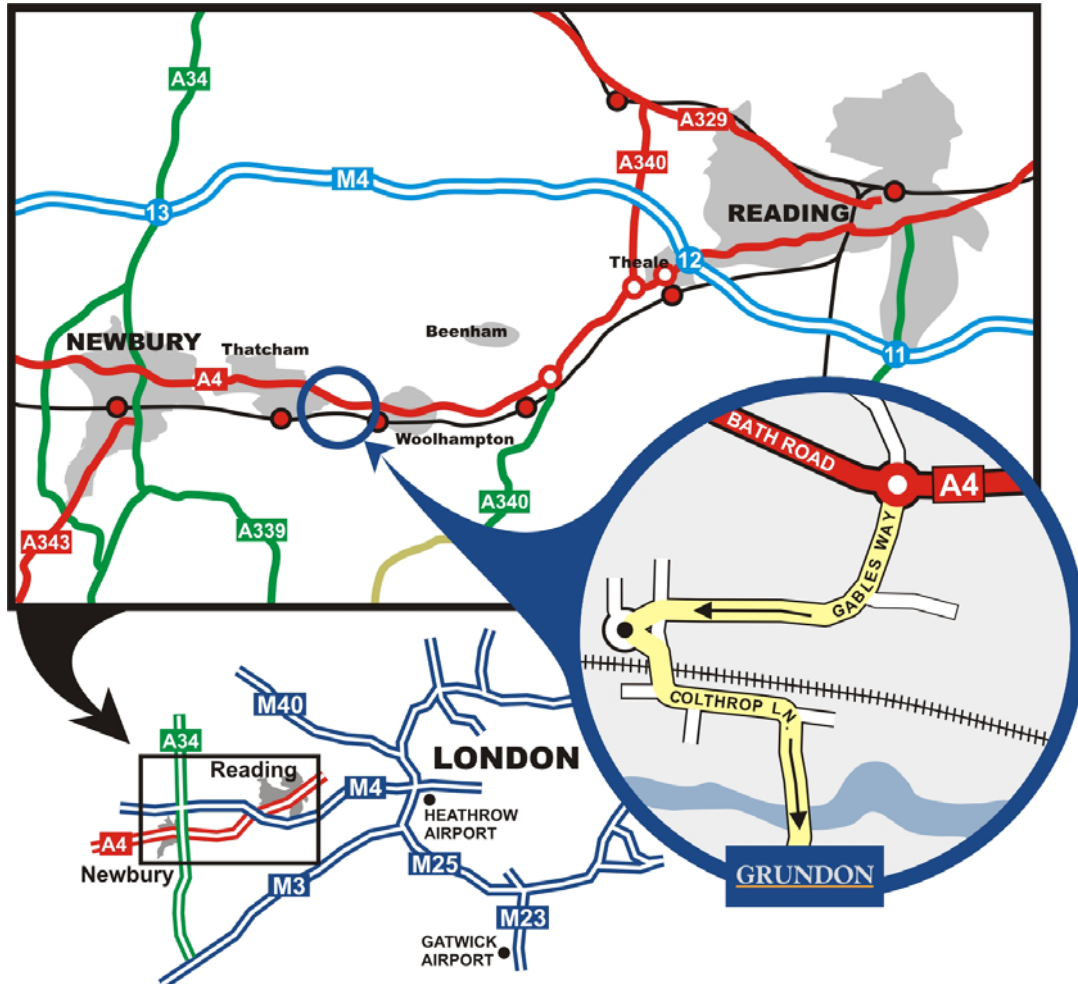 A34
A329
A340
M4
13
READING
12
Theale
11
NEWBURY
Thatcham
Beenham
A4
Woolhampton
A340
A343
A339
BATH ROAD
A4
GABLES WAY
COLTHROP LN.
GRUNDON
M40
A34
LONDON
Reading
M4
HEATHROW
AIRPORT
A4
Newbury
M25
M3
M23
GATWICK
AIRPORT